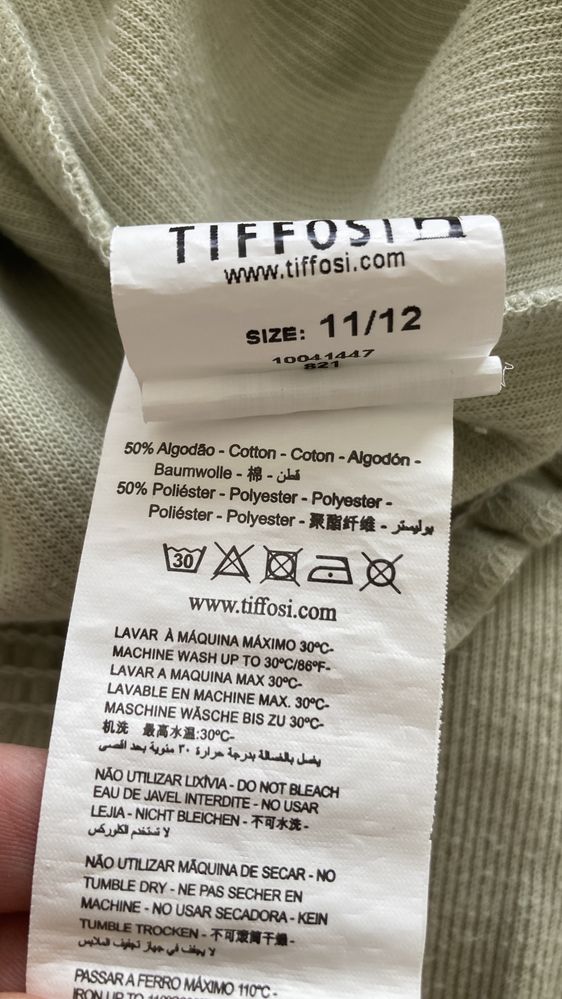 TIFFOSI
www.tiffosi.com
SIZE: 11/12
10041447
821
50% Algodão - Cotton - Coton - Algodón -
Baumwolle - 棉 - قطن -
50% Poliéster - Polyester - Polyester -
Poliéster - Polyester - 聚酯纤维 - بوليستر
30
www.tiffosi.com
LAVAR À MÁQUINA MÁXIMO 30ºC-
MACHINE WASH UP TO 30ºC/86ºF-
LAVAR A MAQUINA MAX 30ºC-
LAVABLE EN MACHINE MAX. 30ºC-
MASCHINE WÄSCHE BIS ZU 30ºC-
机洗 最高水温:30ºC-
يغسل بالغسالة بدرجة حرارة ٣٠ مئوية بحد اقصى
NÃO UTILIZAR LIXÍVIA - DO NOT BLEACH
EAU DE JAVEL INTERDITE - NO USAR
LEJIA - NICHT BLEICHEN - 不可水洗 -
لا تستخدم الكلوركس
NÃO UTILIZAR MÁQUINA DE SECAR - NO
TUMBLE DRY - NE PAS SECHER EN
MACHINE - NO USAR SECADORA - KEIN
TUMBLE TROCKEN - 不可滚筒干燥 -
لا يجفف في جهاز تجفيف الملابس
PASSAR A FERRO MÁXIMO 110ºC -
IRON UP TO